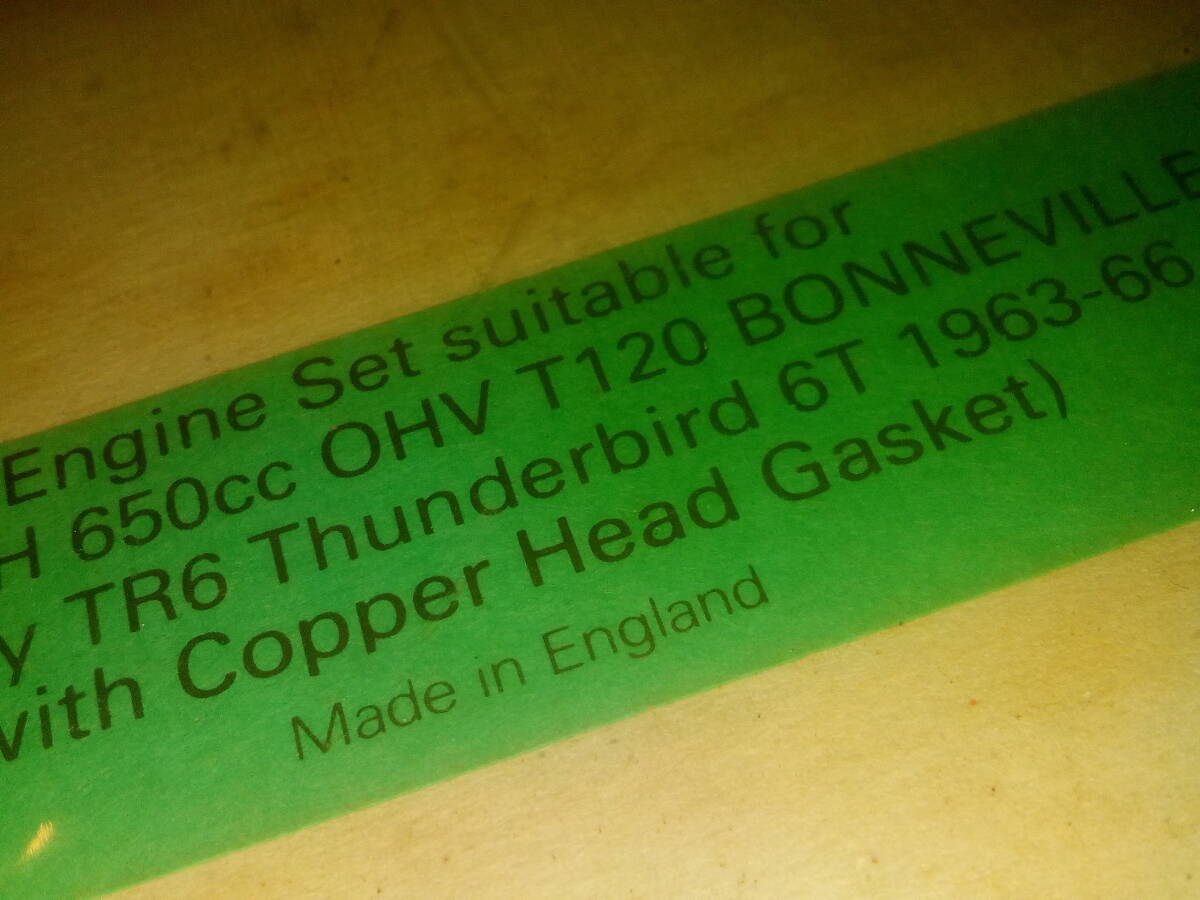 Engine Set suitable for
H 650cc OHV T120 BONNEVILLE
y TR6 Thunderbird 6T 1963-66
with Copper Head Gasket)
Made in England